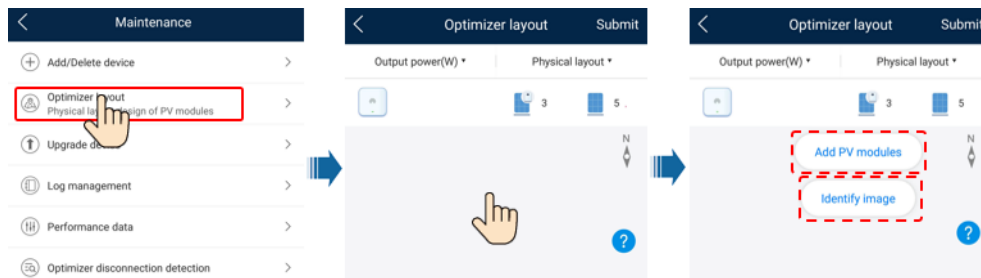 Maintenance
Add/Delete device
Optimizer layout
Physical layout design of PV modules
Upgrade device
Log management
Performance data
Optimizer disconnection detection
Optimizer layout
Submit
Output power(W)
Physical layout
3
5
N
?
Optimizer layout
Submit
Output power(W)
Physical layout
3
5
N
Add PV modules
Identify image
?